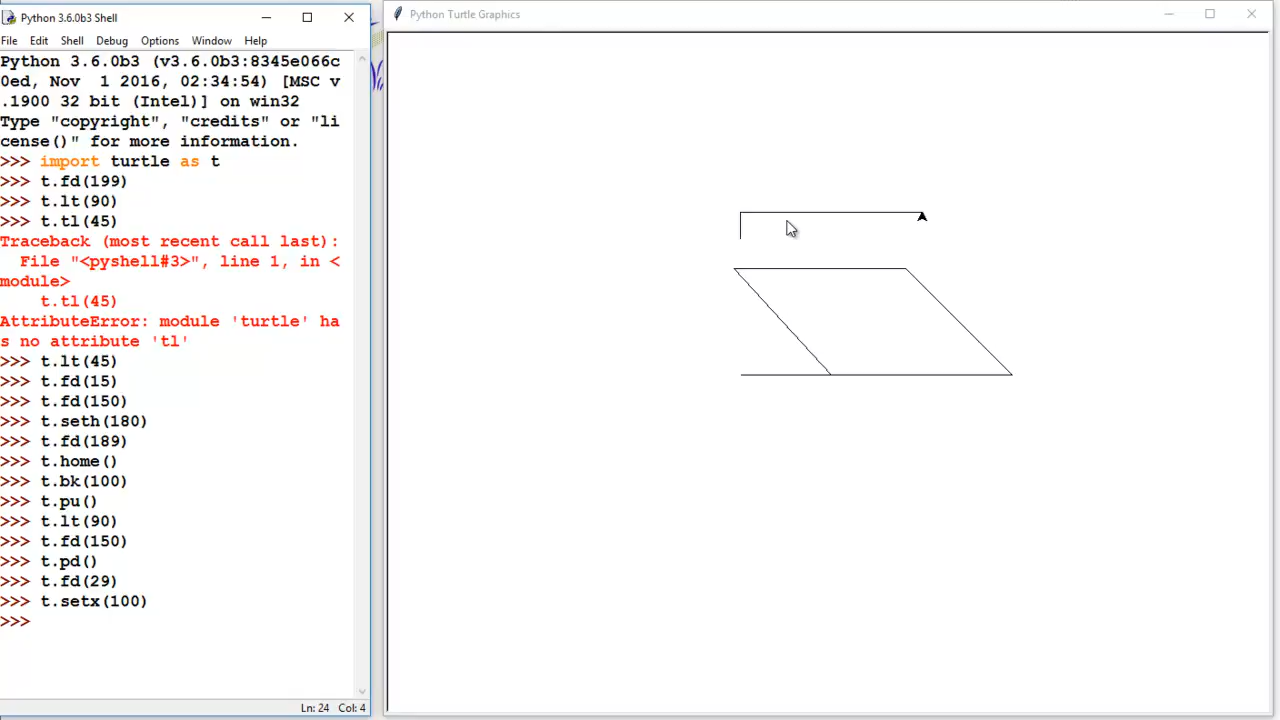 Python 3.6.0b3 Shell
File Edit Shell Debug Options Window Help
Python 3.6.0b3 (v3.6.0b3:8345e066c
0ed, Nov  1 2016, 02:34:54) [MSC v
.1900 32 bit (Intel)] on win32
Type "copyright", "credits" or "li
cense()" for more information.
>>> import turtle as t
>>> t.fd(199)
>>> t.lt(90)
>>> t.tl(45)
Traceback (most recent call last):
  File "<pyshell#3>", line 1, in <
module>
    t.tl(45)
AttributeError: module 'turtle' ha
s no attribute 'tl'
>>> t.lt(45)
>>> t.fd(15)
>>> t.fd(150)
>>> t.seth(180)
>>> t.fd(189)
>>> t.home()
>>> t.bk(100)
>>> t.pu()
>>> t.lt(90)
>>> t.fd(150)
>>> t.pd()
>>> t.fd(29)
>>> t.setx(100)
>>>
Ln: 24 Col: 4
Python Turtle Graphics